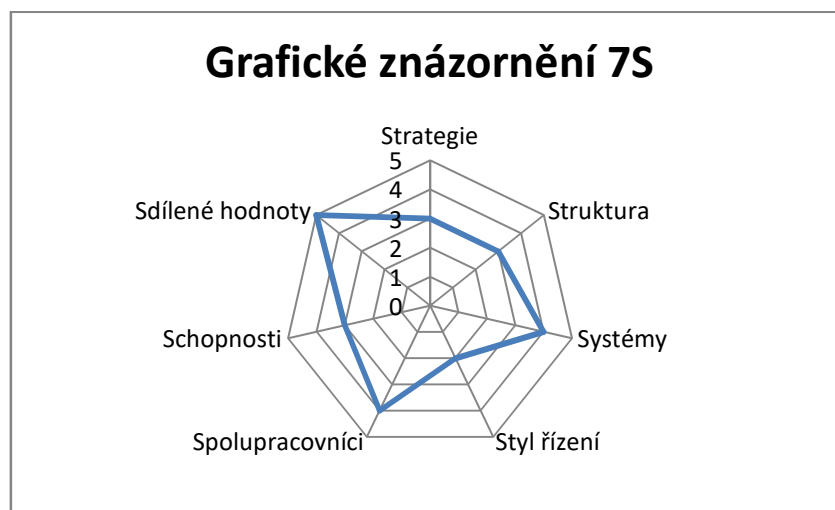 Grafické znázornění 7S
Strategie
5
4
3
2
1
0
Struktura
Systémy
Styl řízení
Spolupracovníci
Schopnosti
Sdílené hodnoty